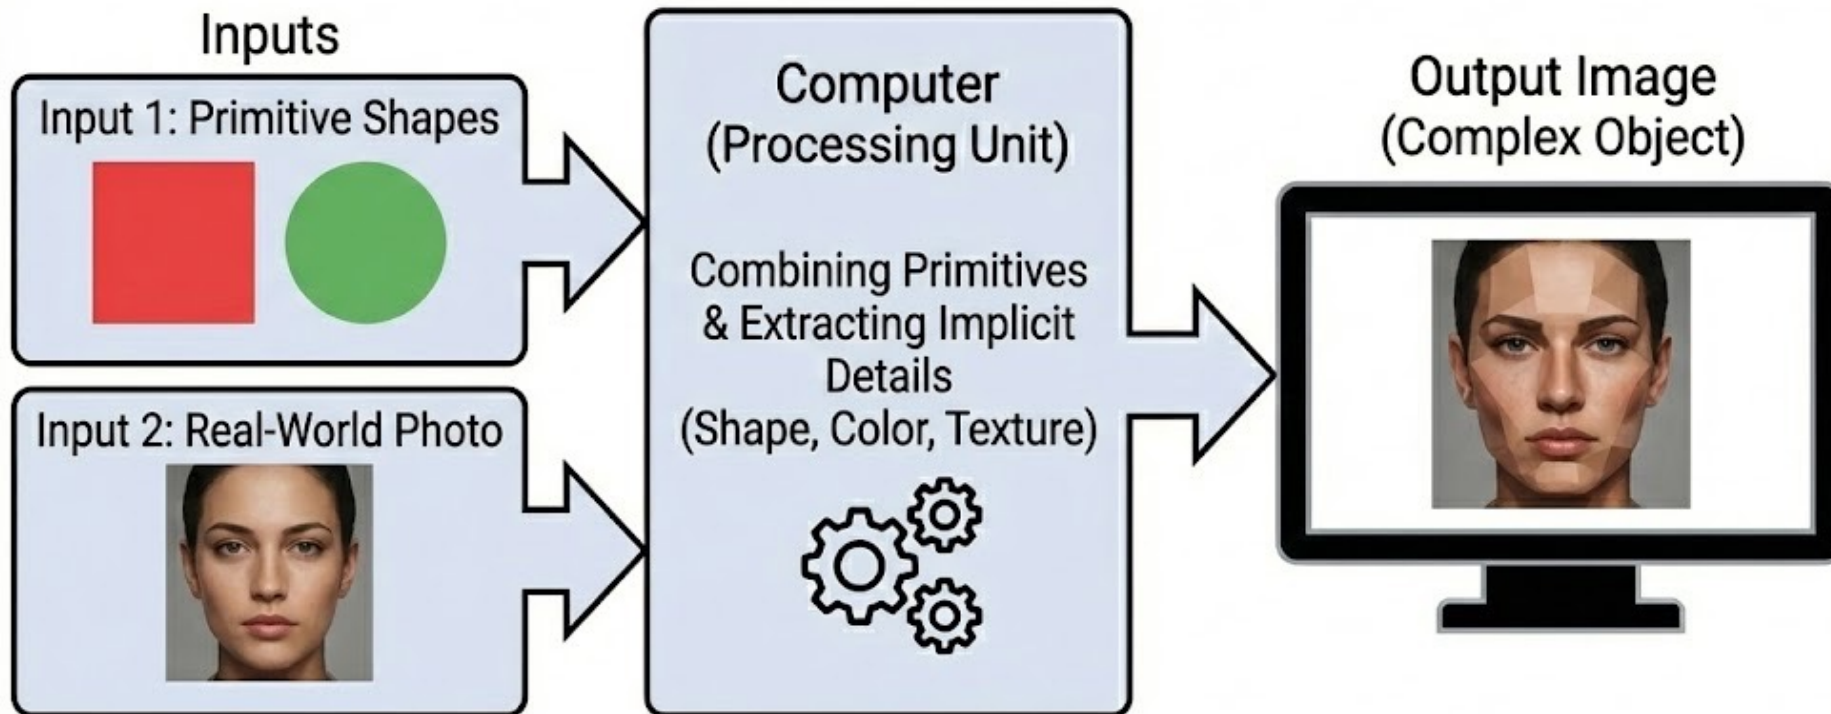 Inputs
Input 1: Primitive Shapes
Input 2: Real-World Photo
Computer
(Processing Unit)
Combining Primitives
& Extracting Implicit
Details
(Shape, Color, Texture)
Output Image
(Complex Object)